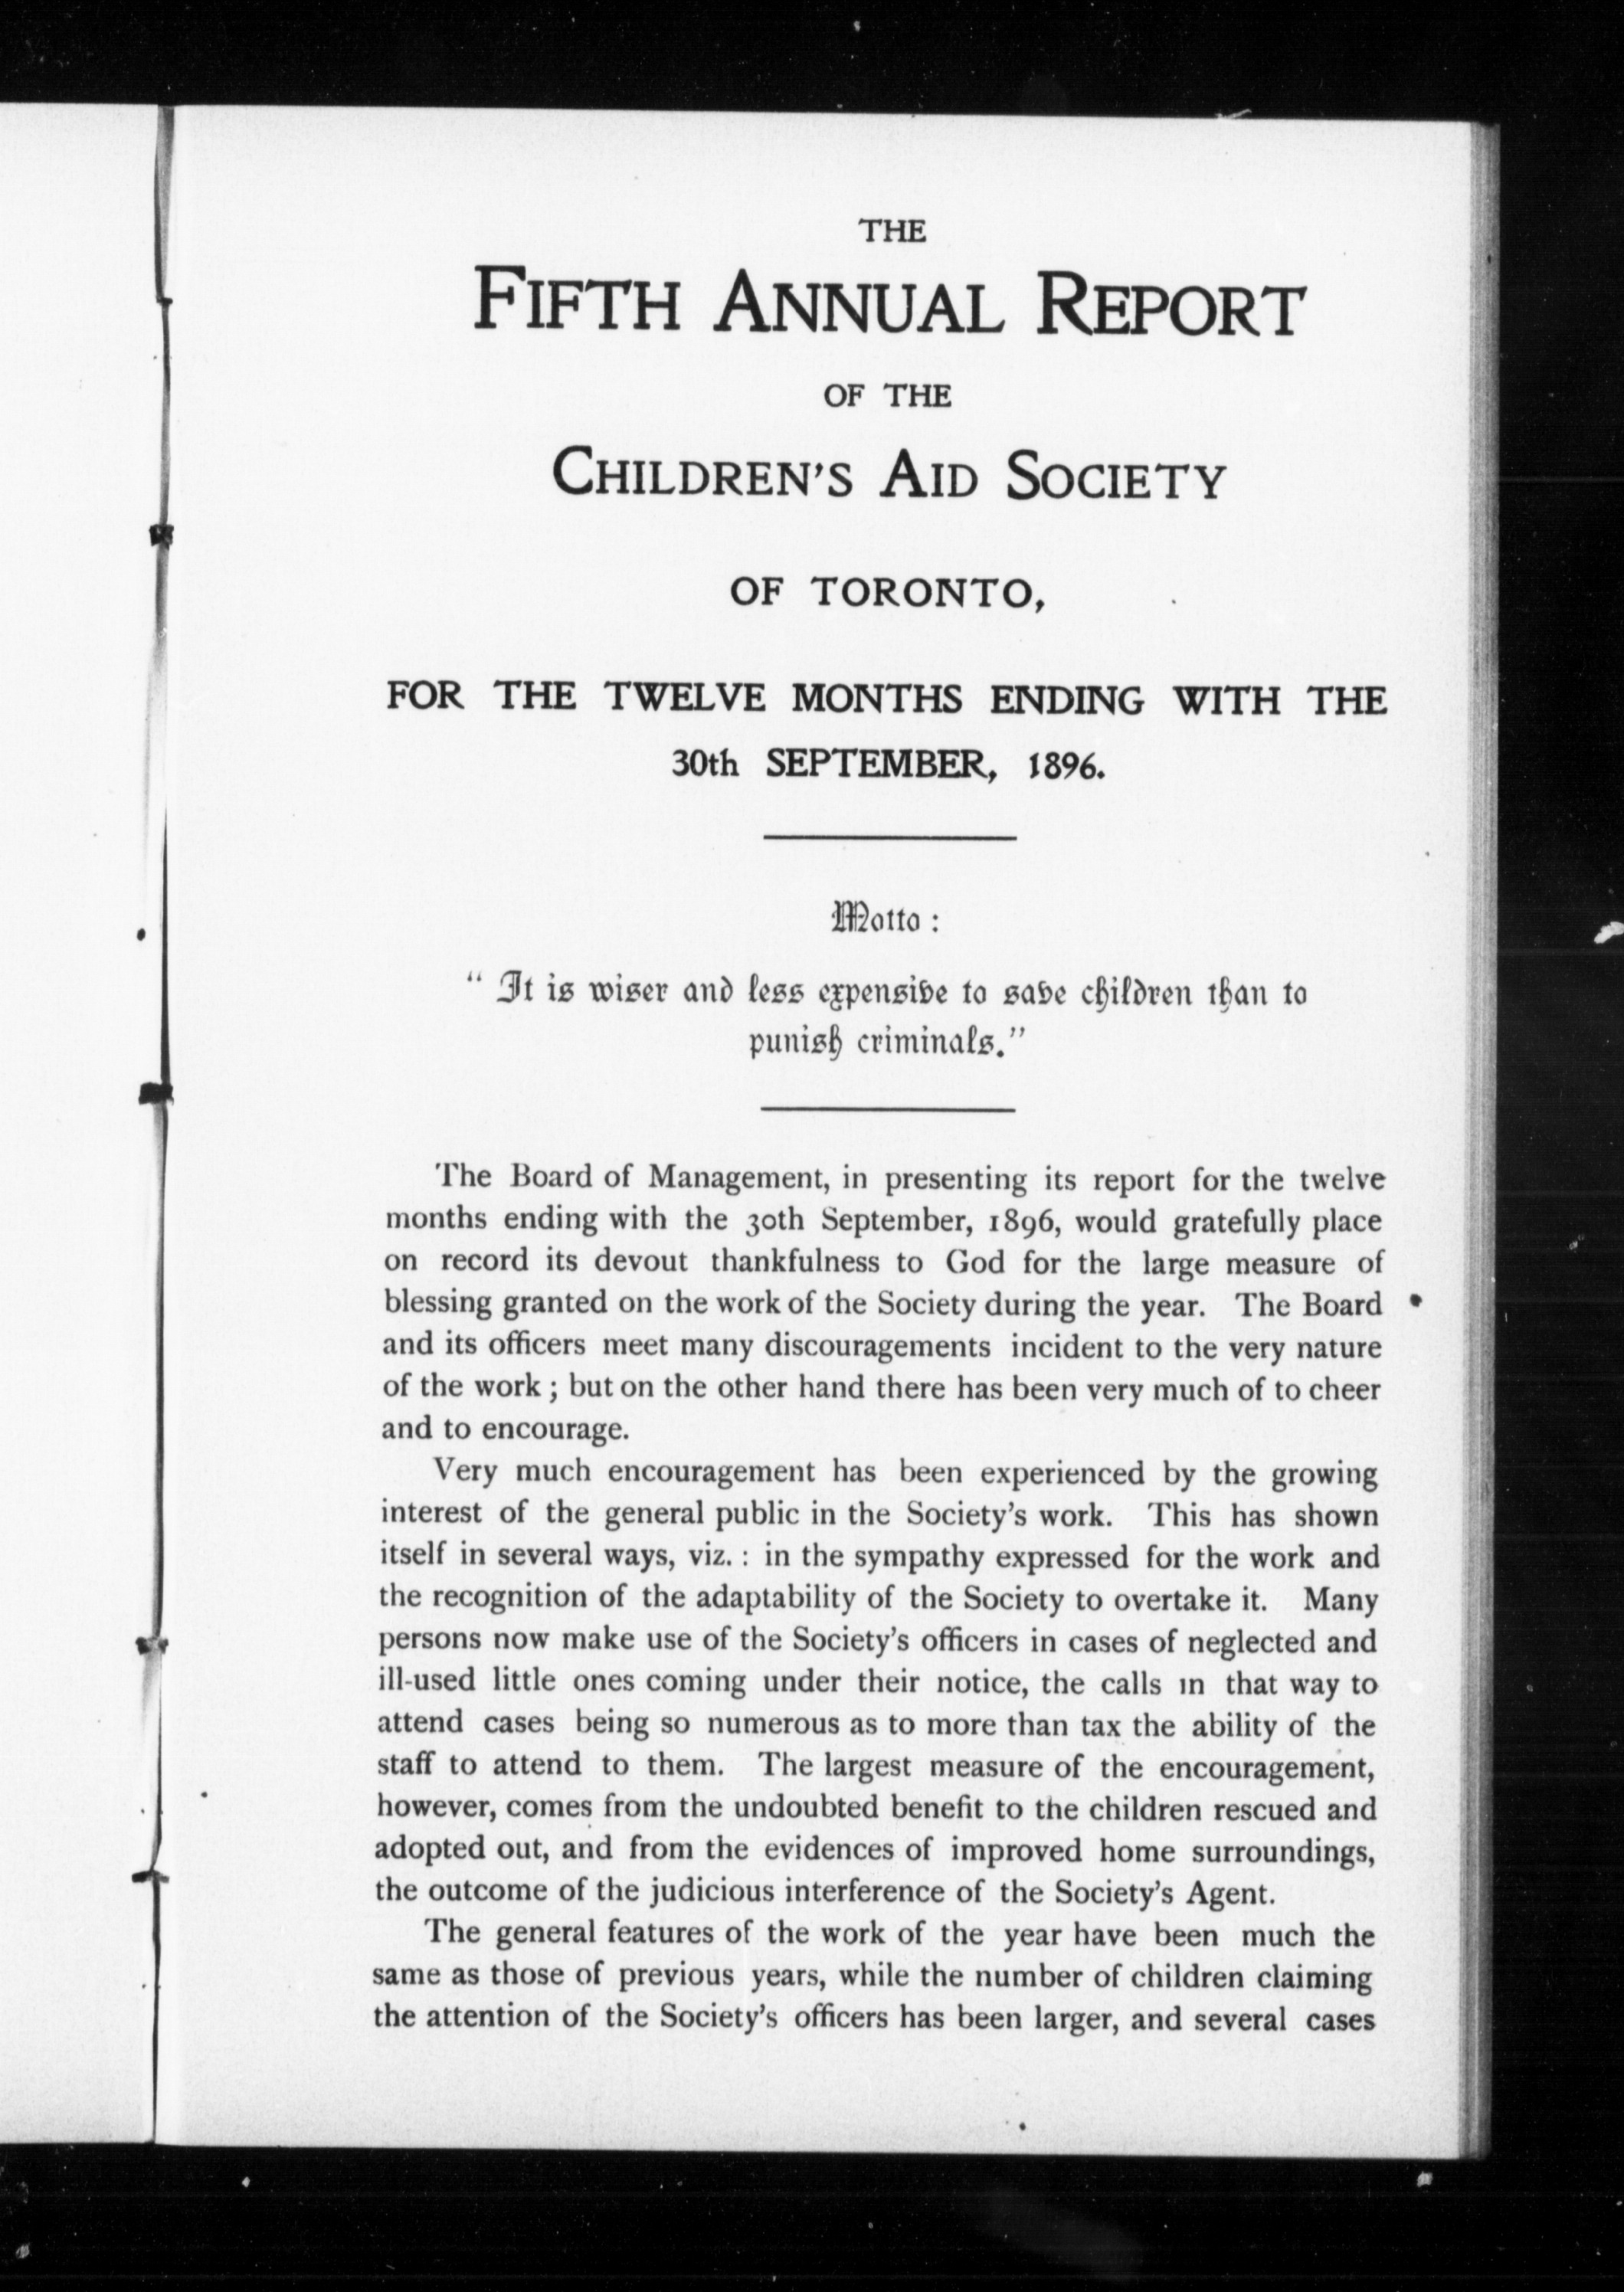 THE
FIFTH ANNUAL REPORT
OF THE
CHILDREN'S AID SOCIETY
OF TORONTO,
FOR THE TWELVE MONTHS ENDING WITH THE
30th SEPTEMBER, 1896.
Motto :
" It is wiser and less expensive to save children than to
punish criminals."
The Board of Management, in presenting its report for the twelve
months ending with the 30th September, 1896, would gratefully place
on record its devout thankfulness to God for the large measure of
blessing granted on the work of the Society during the year. The Board
and its officers meet many discouragements incident to the very nature
of the work ; but on the other hand there has been very much of to cheer
and to encourage.
Very much encouragement has been experienced by the growing
interest of the general public in the Society's work. This has shown
itself in several ways, viz. : in the sympathy expressed for the work and
the recognition of the adaptability of the Society to overtake it. Many
persons now make use of the Society's officers in cases of neglected and
ill-used little ones coming under their notice, the calls in that way to
attend cases being so numerous as to more than tax the ability of the
staff to attend to them. The largest measure of the encouragement,
however, comes from the undoubted benefit to the children rescued and
adopted out, and from the evidences of improved home surroundings,
the outcome of the judicious interference of the Society's Agent.
The general features of the work of the year have been much the
same as those of previous years, while the number of children claiming
the attention of the Society's officers has been larger, and several cases